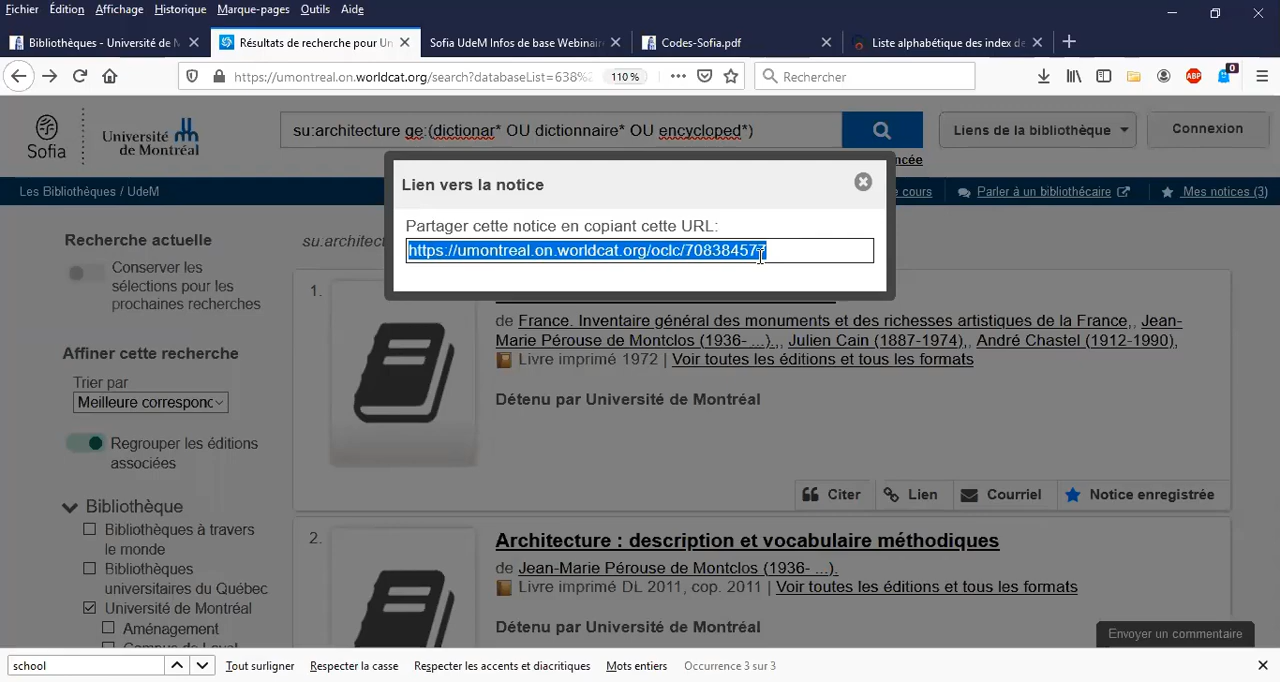 Fichier Édition Affichage Historique Marque-pages Outils Aide
Bibliothèques - Université de M Résultats de recherche pour Un Sofia UdeM Infos de base Webinaire Codes-Sofia.pdf Liste alphabétique des index de
https://umontreal.on.worldcat.org/search?databaseList=638% 110 % Rechercher 0
Sofia Université de Montréal su:architecture ge:(dictionar* OU dictionnaire* OU encycloped*) Liens de la bibliothèque Connexion
ncée
Les Bibliothèques / UdeM e cours Parler à un bibliothécaire Mes notices (3)
Lien vers la notice
Partager cette notice en copiant cette URL:
https://umontreal.on.worldcat.org/oclc/70838457
Recherche actuelle
Conserver les
sélections pour les
prochaines recherches
Affiner cette recherche
Trier par
Meilleure correspond
Regrouper les éditions
associées
Bibliothèque
Bibliothèques à travers
le monde
Bibliothèques
universitaires du Québec
Université de Montréal
Aménagement
su:architect
1.
de France. Inventaire général des monuments et des richesses artistiques de la France,, Jean-
Marie Pérouse de Montclos (1936- ...).,, Julien Cain (1887-1974),, André Chastel (1912-1990),
Livre imprimé 1972 | Voir toutes les éditions et tous les formats
Détenu par Université de Montréal
Citer Lien Courriel Notice enregistrée
2.
Architecture : description et vocabulaire méthodiques
de Jean-Marie Pérouse de Montclos (1936- ...).
Livre imprimé DL 2011, cop. 2011 | Voir toutes les éditions et tous les formats
Détenu par Université de Montréal
Envoyer un commentaire
school Tout surligner Respecter la casse Respecter les accents et diacritiques Mots entiers Occurrence 3 sur 3